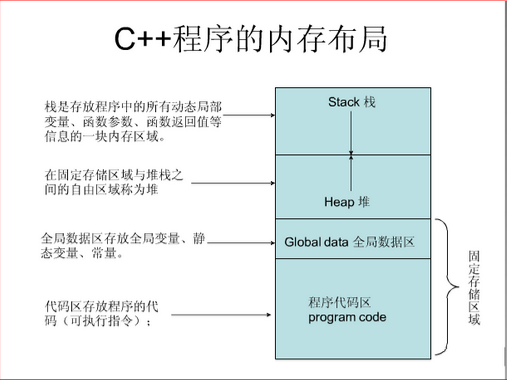 C++程序的内存布局
栈是存放程序中的所有动态局部
变量、函数参数、函数返回值等
信息的一块内存区域。
Stack 栈
在固定存储区域与堆栈之
间的自由区域称为堆
Heap 堆
全局数据区存放全局变量、静
态变量、常量。
Global data 全局数据区
代码区存放程序的代
码（可执行指令）；
程序代码区
program code
固定存储区域